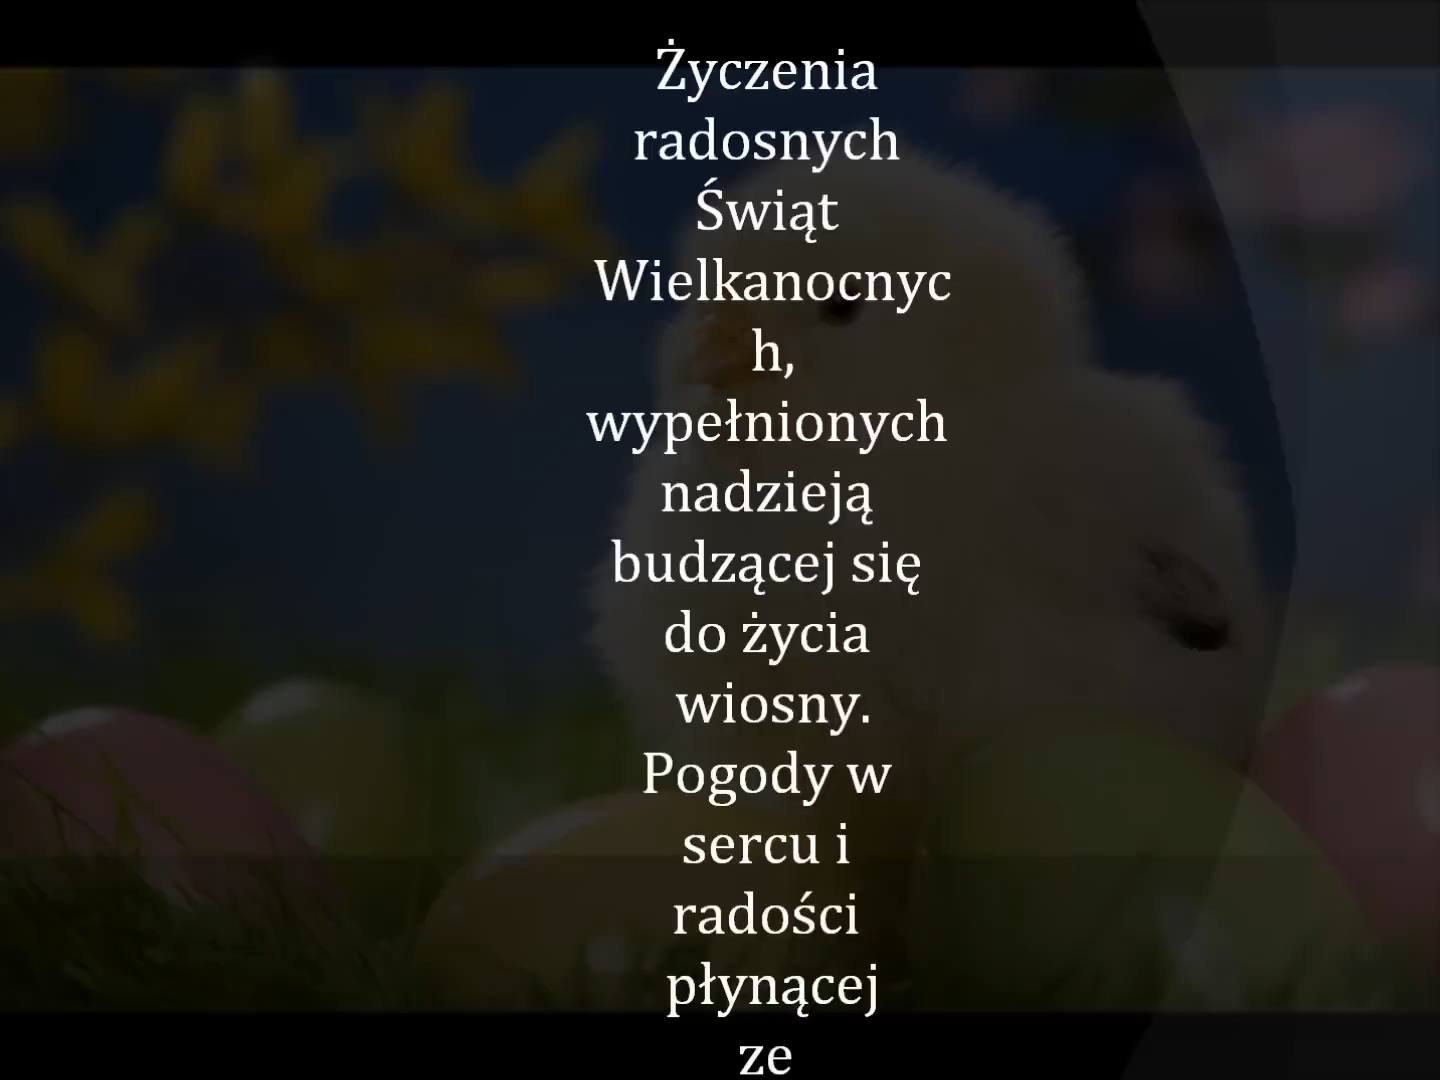 Życzenia
radosnych
Świąt
Wielkanocnyc
h,
wypełnionych
nadzieją
budzącej się
do życia
wiosny.
Pogody w
sercu i
radości
płynącej
ze